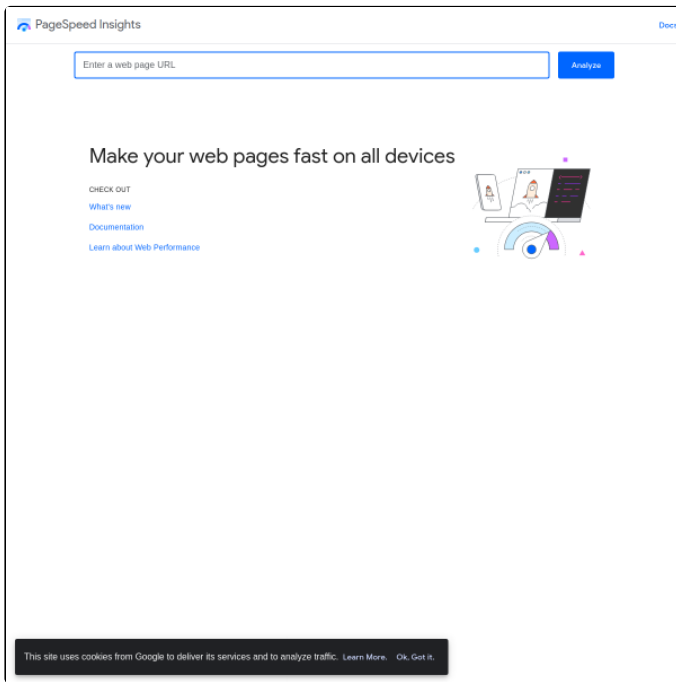 PageSpeed Insights
Enter a web page URL
Analyze
Make your web pages fast on all devices
CHECK OUT
What's new
Documentation
Learn about Web Performance
This site uses cookies from Google to deliver its services and to analyze traffic. Learn More. Ok, Got it.